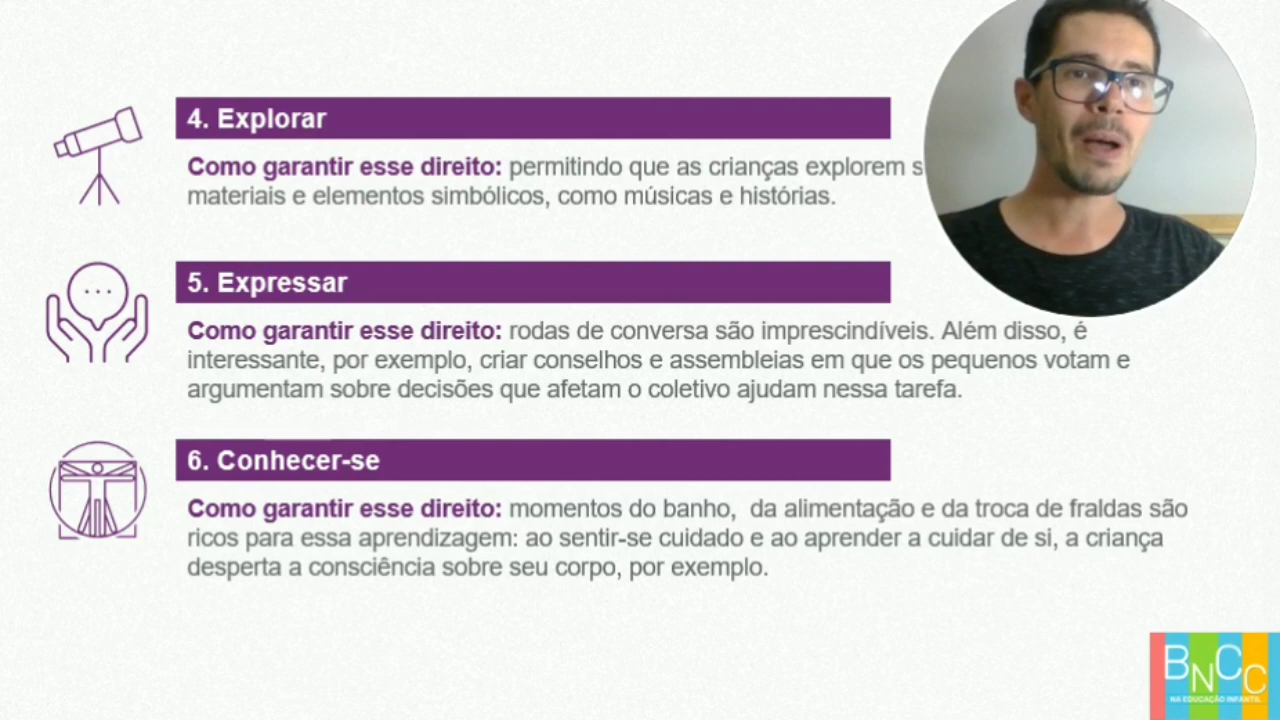 4. Explorar
Como garantir esse direito: permitindo que as crianças explorem
materiais e elementos simbólicos, como músicas e histórias.
5. Expressar
Como garantir esse direito: rodas de conversa são imprescindíveis. Além disso, é
interessante, por exemplo, criar conselhos e assembleias em que os pequenos votam e
argumentam sobre decisões que afetam o coletivo ajudam nessa tarefa.
6. Conhecer-se
Como garantir esse direito: momentos do banho, da alimentação e da troca de fraldas são
ricos para essa aprendizagem: ao sentir-se cuidado e ao aprender a cuidar de si, a criança
desperta a consciência sobre seu corpo, por exemplo.
BNCC
NA EDUCAÇÃO INFANTIL